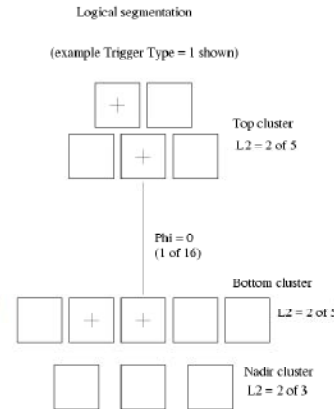 Logical segmentation
(example Trigger Type = 1 shown)
Top cluster
L2 = 2 of 5
Phi = 0
(1 of 16)
Bottom cluster
L2 = 2 of 5
Nadir cluster
L2 = 2 of 3